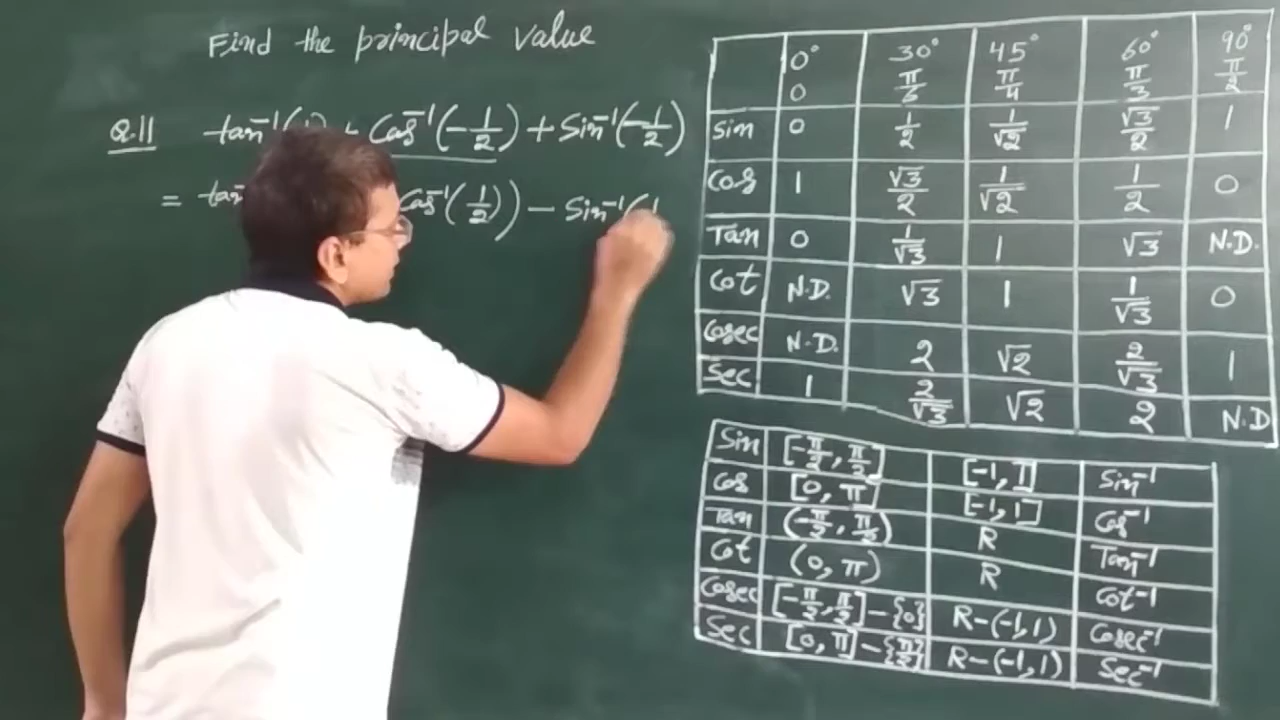 Find the principal value
Q.11 tan⁻¹(1) + Cos⁻¹(-1/2) + Sin⁻¹(-1/2)
= tan⁻ Cos⁻¹(1/2)) - Sin⁻¹(1
0° 30° 45° 60° 90°
0 π/6 π/4 π/3 π/2
Sin 0 1/2 1/√2 √3/2 1
Cos 1 √3/2 1/√2 1/2 0
Tan 0 1/√3 1 √3 N.D.
Cot N.D. √3 1 1/√3 0
Cosec N.D. 2 √2 2/√3 1
Sec 1 2/√3 √2 2 N.D
Sin [-π/2, π/2] [-1, 1] Sin⁻¹
Cos [0, π] [-1, 1] Cos⁻¹
Tan (-π/2, π/2) R Tan⁻¹
Cot (0, π) R Cot⁻¹
Cosec [-π/2, π/2] - {0} R-(-1, 1) Cosec⁻¹
Sec [0, π] - {π/2} R-(-1, 1) Sec⁻¹